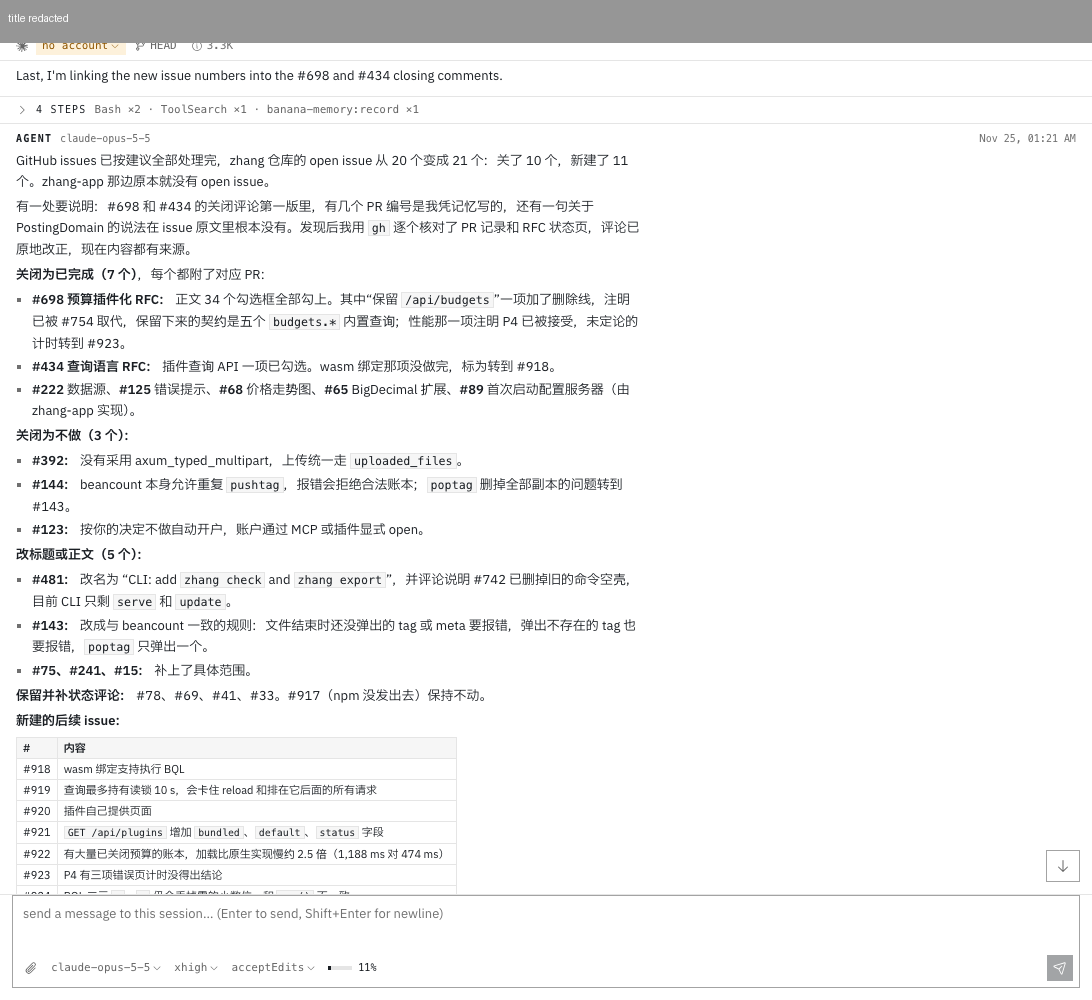 title redacted
no account HEAD 3.3K
Last, I'm linking the new issue numbers into the #698 and #434 closing comments.
4 STEPS Bash ×2 · ToolSearch ×1 · banana-memory:record ×1
AGENT claude-opus-5-5 Nov 25, 01:21 AM
GitHub issues 已按建议全部处理完，zhang 仓库的 open issue 从 20 个变成 21 个：关了 10 个，新建了 11
个。zhang-app 那边原本就没有 open issue。
有一处要说明：#698 和 #434 的关闭评论第一版里，有几个 PR 编号是我凭记忆写的，还有一句关于
PostingDomain 的说法在 issue 原文里根本没有。发现后我用 gh 逐个核对了 PR 记录和 RFC 状态页，评论已
原地改正，现在内容都有来源。
关闭为已完成（7 个），每个都附了对应 PR：
#698 预算插件化 RFC： 正文 34 个勾选框全部勾上。其中“保留 /api/budgets”一项加了删除线，注明
已被 #754 取代，保留下来的契约是五个 budgets.* 内置查询；性能那一项注明 P4 已被接受，未定论的
计时转到 #923。
#434 查询语言 RFC： 插件查询 API 一项已勾选。wasm 绑定那项没做完，标为转到 #918。
#222 数据源、#125 错误提示、#68 价格走势图、#65 BigDecimal 扩展、#89 首次启动配置服务器（由
zhang-app 实现）。
关闭为不做（3 个）：
#392： 没有采用 axum_typed_multipart，上传统一走 uploaded_files。
#144： beancount 本身允许重复 pushtag，报错会拒绝合法账本；poptag 删掉全部副本的问题转到
#143。
#123： 按你的决定不做自动开户，账户通过 MCP 或插件显式 open。
改标题或正文（5 个）：
#481： 改名为 “CLI: add zhang check and zhang export”，并评论说明 #742 已删掉旧的命令空壳，
目前 CLI 只剩 serve 和 update。
#143： 改成与 beancount 一致的规则：文件结束时还没弹出的 tag 或 meta 要报错，弹出不存在的 tag 也
要报错，poptag 只弹出一个。
#75、#241、#15： 补上了具体范围。
保留并补状态评论： #78、#69、#41、#33。#917（npm 没发出去）保持不动。
新建的后续 issue：
# 内容
#918 wasm 绑定支持执行 BQL
#919 查询最多持有读锁 10 s，会卡住 reload 和排在它后面的所有请求
#920 插件自己提供页面
#921 GET /api/plugins 增加 bundled、default、status 字段
#922 有大量已关闭预算的账本，加载比原生实现慢约 2.5 倍（1,188 ms 对 474 ms）
#923 P4 有三项错误页计时没得出结论
send a message to this session... (Enter to send, Shift+Enter for newline)
claude-opus-5-5 xhigh acceptEdits 11%